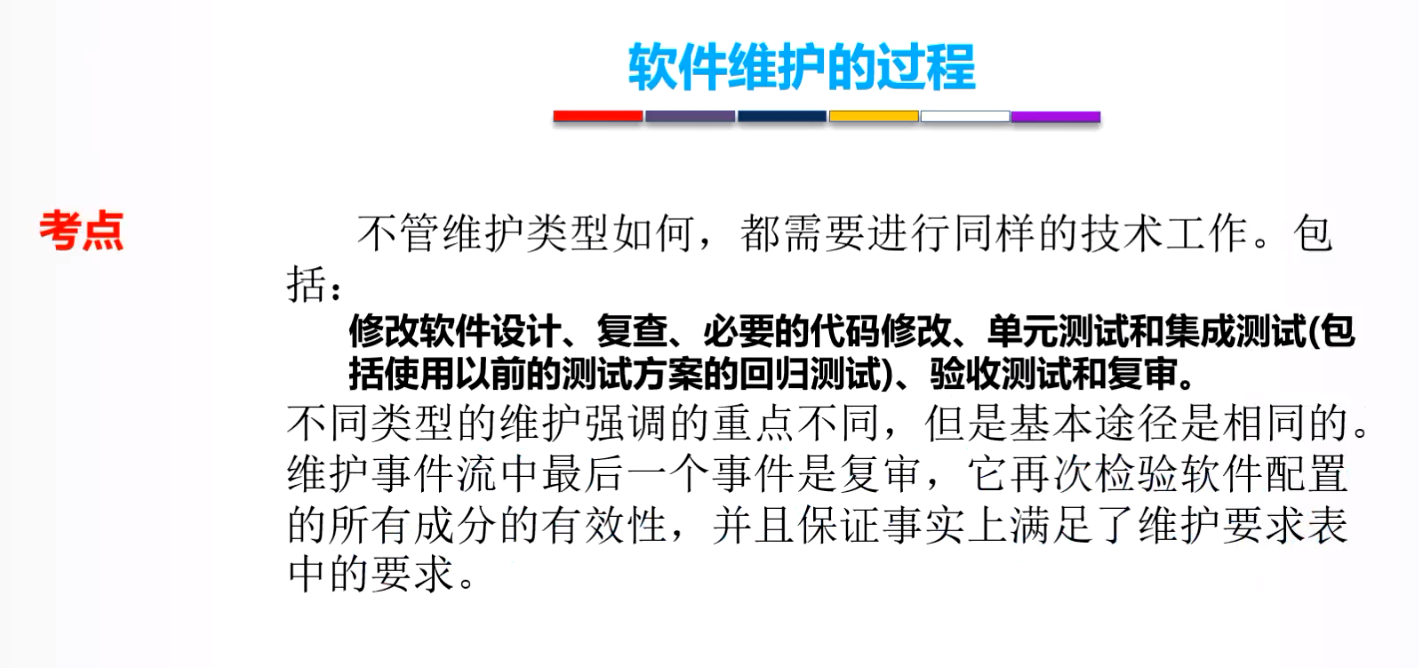 软件维护的过程
考点
不管维护类型如何，都需要进行同样的技术工作。包
括：
修改软件设计、复查、必要的代码修改、单元测试和集成测试(包
括使用以前的测试方案的回归测试)、验收测试和复审。
不同类型的维护强调的重点不同，但是基本途径是相同的。
维护事件流中最后一个事件是复审，它再次检验软件配置
的所有成分的有效性，并且保证事实上满足了维护要求表
中的要求。